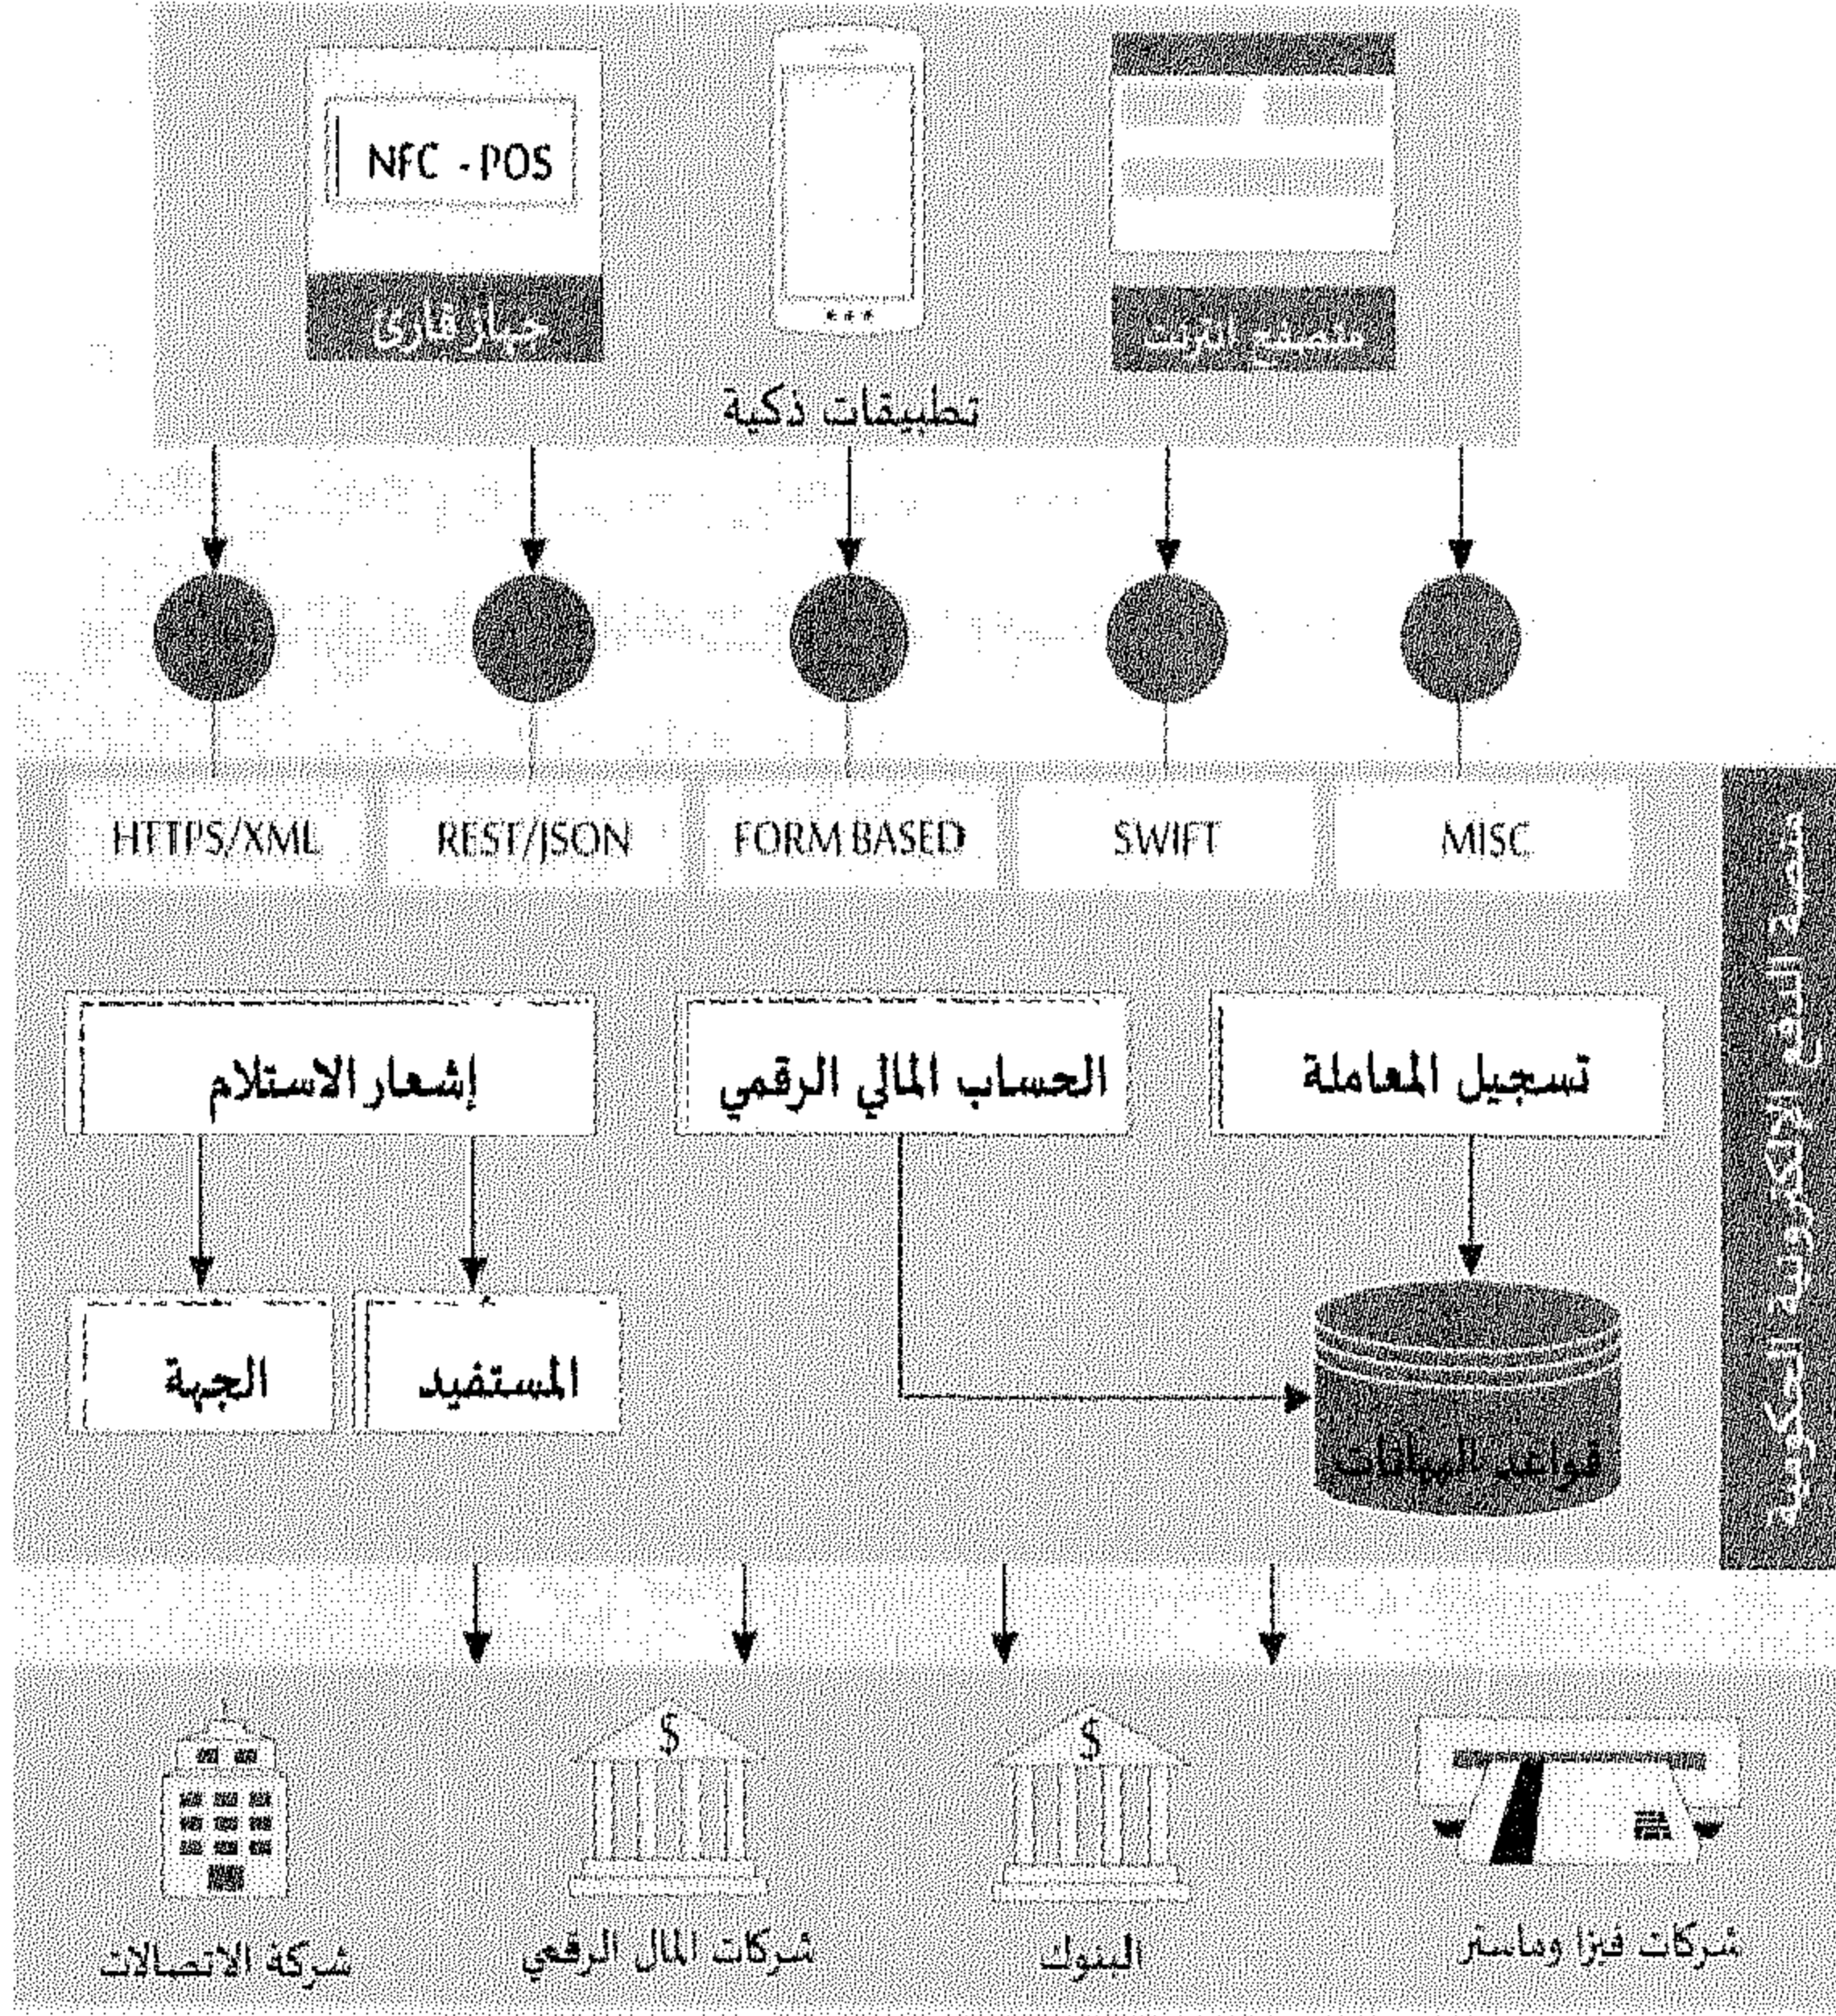 NFC - POS
جهاز قارئ
متصفح انترنت
تطبيقات ذكية
HTTPS/XML
REST/JSON
FORM BASED
SWIFT
MISC
منصة الدفع الإلكترونية الحكومية
تسجيل المعاملة
الحساب المالي الرقمي
إشعار الاستلام
المستفيد
الجهة
قواعد البيانات
$
$
شركات فيزا وماستر
البنوك
شركات المال الرقمي
شركة الاتصالات